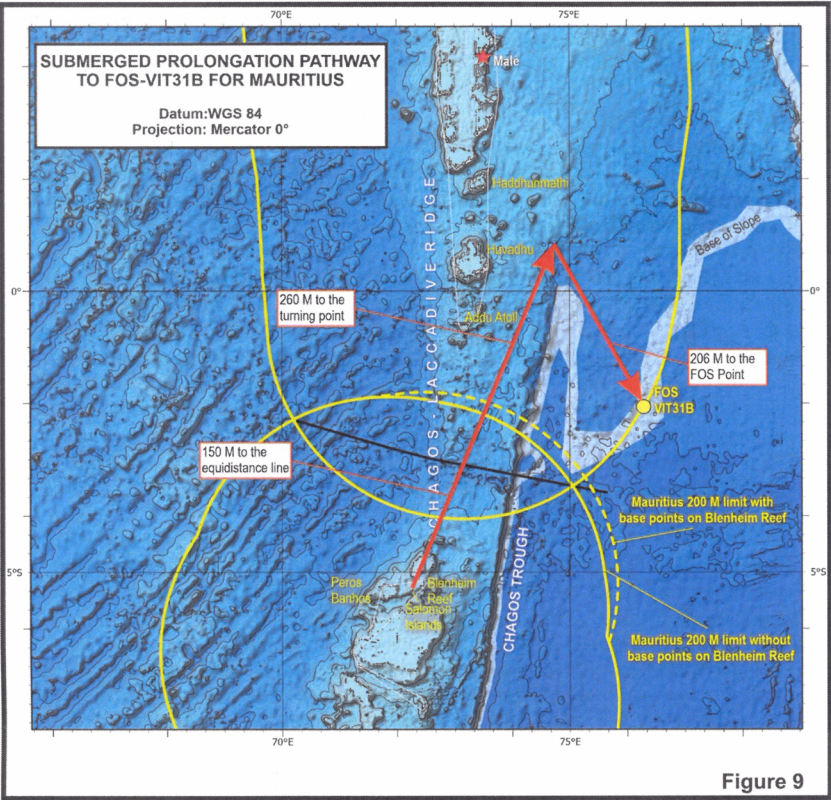 70°E
75°E
SUBMERGED PROLONGATION PATHWAY
TO FOS-VIT31B FOR MAURITIUS
Datum:WGS 84
Projection: Mercator 0°
Male
Haddhunmathi
Huvadhu
Base of Slope
0°
0°
260 M to the
turning point
Addu Atoll
CHAGOS - LACCADIVE RIDGE
206 M to the
FOS Point
FOS
VIT31B
150 M to the
equidistance line
Mauritius 200 M limit with
base points on Blenheim Reef
5°S
5°S
Peros
Banhos
Blenheim
Reef
Salomon
Islands
CHAGOS TROUGH
Mauritius 200 M limit without
base points on Blenheim Reef
70°E
75°E
Figure 9